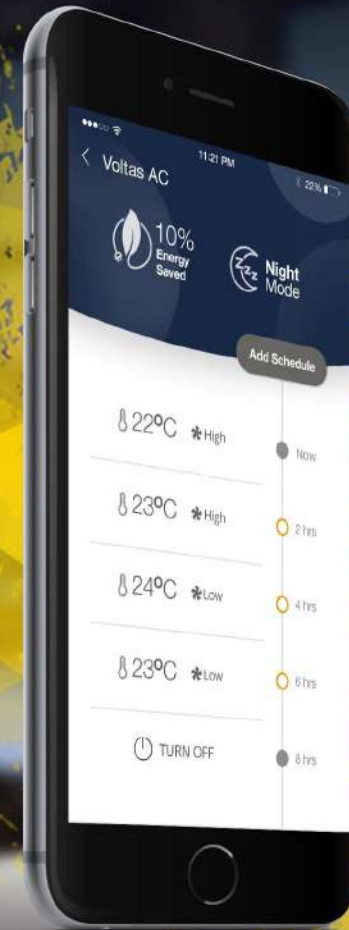 11:21 PM
22%
Voltas AC
10%
Energy
Saved
Zzz
Night
Mode
Add Schedule
22°C High
Now
23°C High
2 hrs
24°C Low
4 hrs
23°C Low
6 hrs
TURN OFF
8 hrs